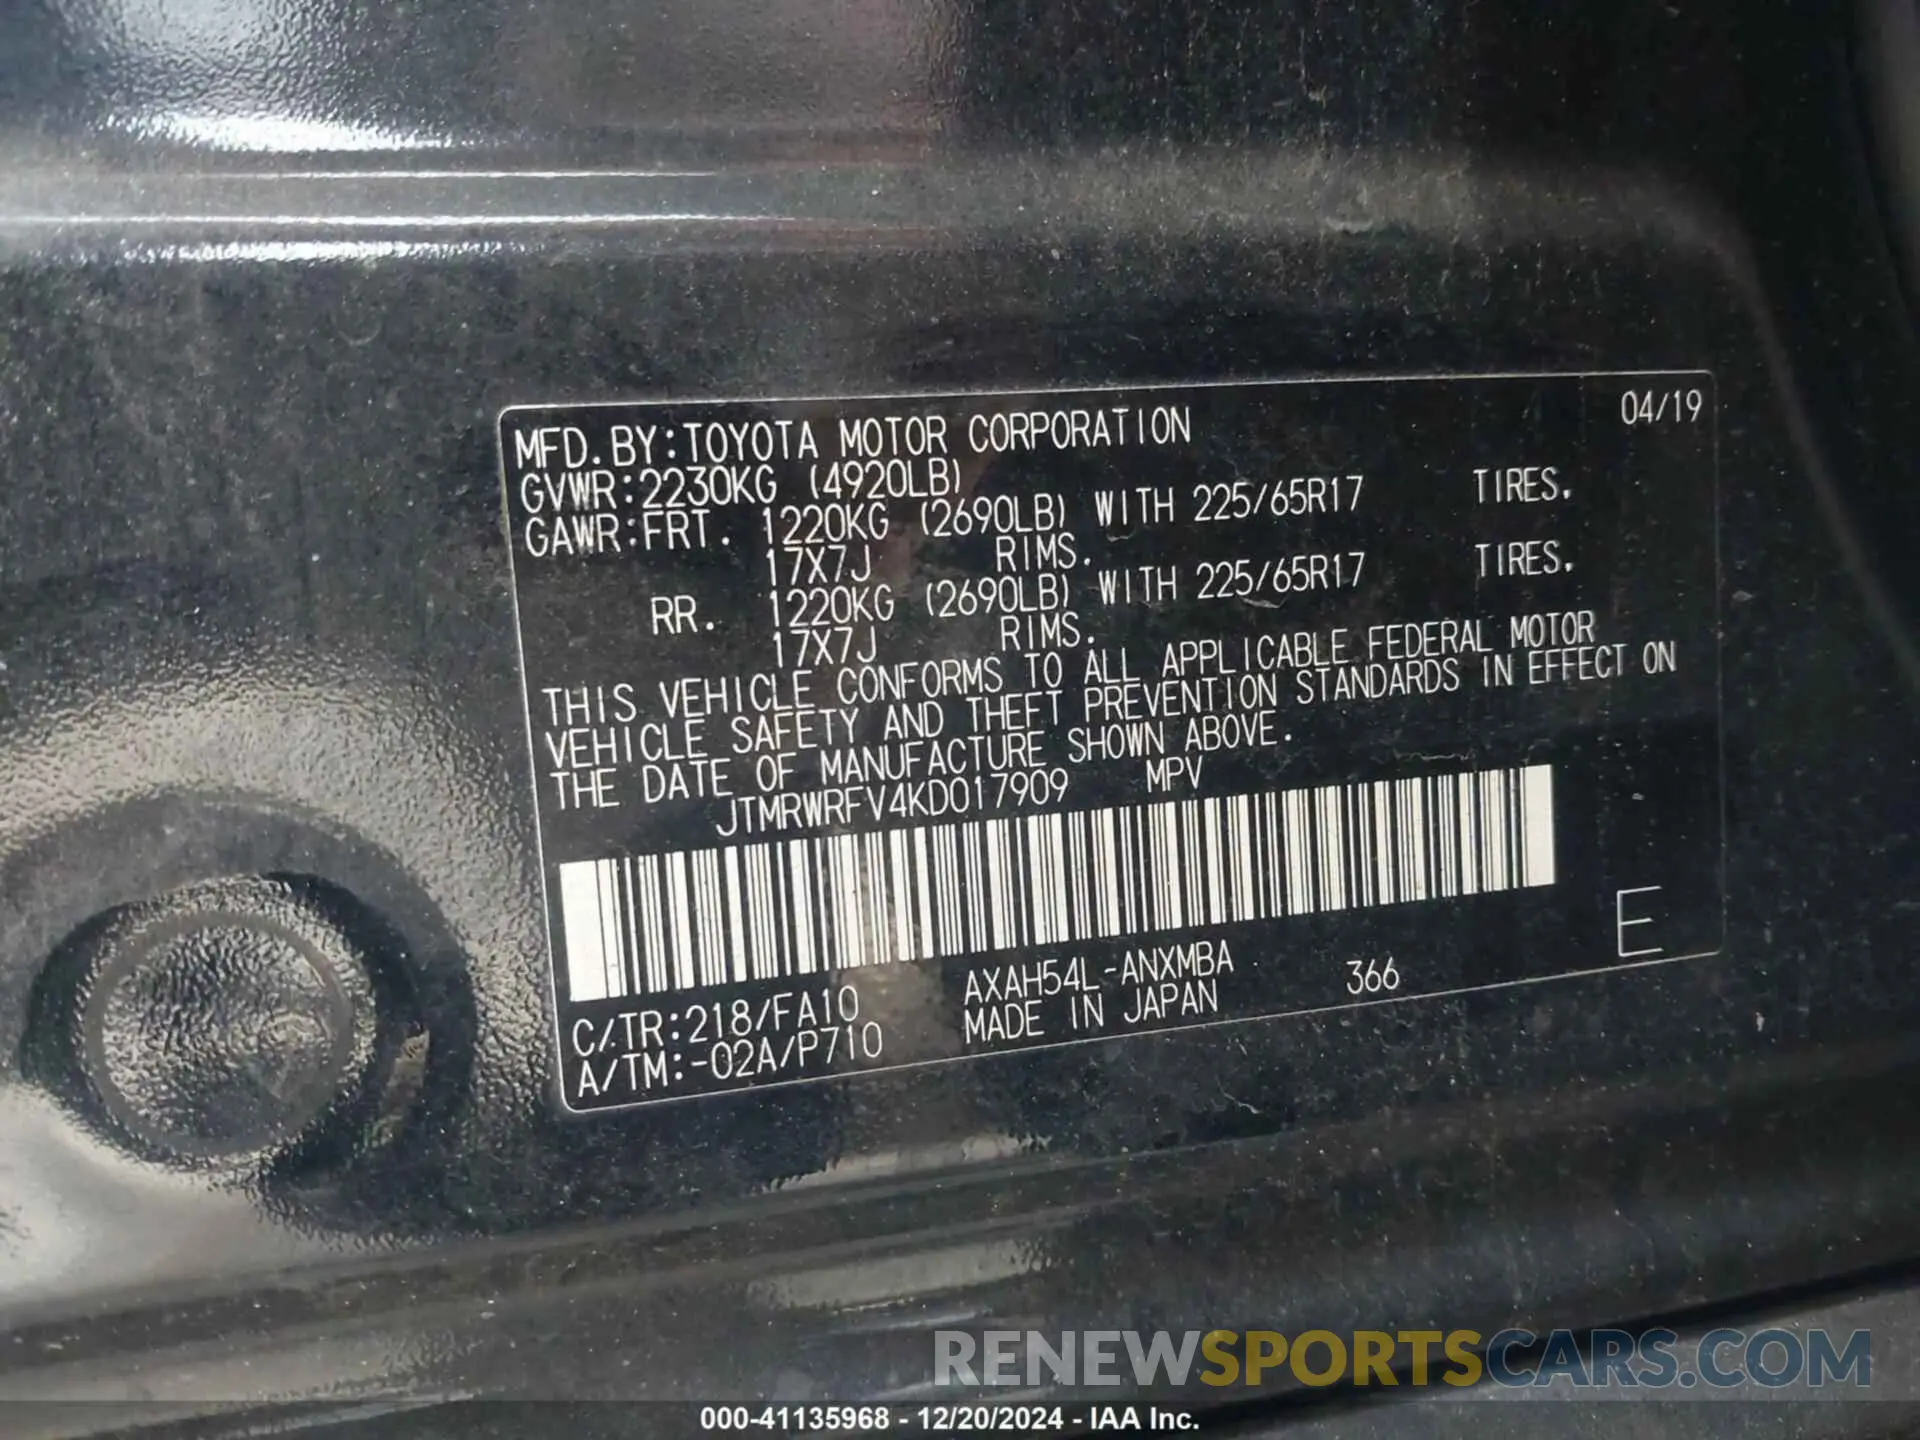 04/19
MFD.BY:TOYOTA MOTOR CORPORATION
GVWR:2230KG (4920LB)
GAWR:FRT. 1220KG (2690LB) WITH 225/65R17 TIRES.
17X7J RIMS.
RR. 1220KG (2690LB) WITH 225/65R17 TIRES.
17X7J RIMS.
THIS VEHICLE CONFORMS TO ALL APPLICABLE FEDERAL MOTOR
VEHICLE SAFETY AND THEFT PREVENTION STANDARDS IN EFFECT ON
THE DATE OF MANUFACTURE SHOWN ABOVE.
JTMRWRFV4KD017909 MPV
E
C/TR:218/FA10 AXAH54L-ANXMBA 366
A/TM:-02A/P710 MADE IN JAPAN
RENEWSPORTSCARS.COM
000-41135968 - 12/20/2024 - IAA Inc.